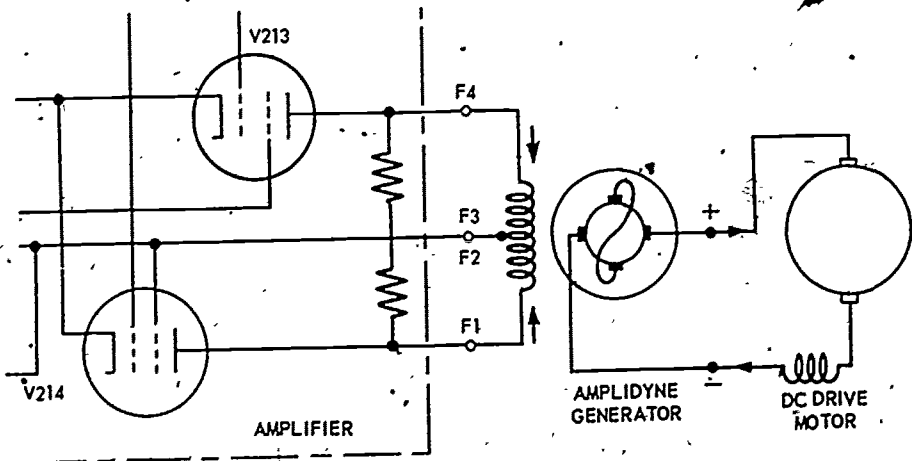 V213
F4
F3
F2
F1
+
−
V214
AMPLIFIER
AMPLIDYNE
GENERATOR
DC DRIVE
MOTOR